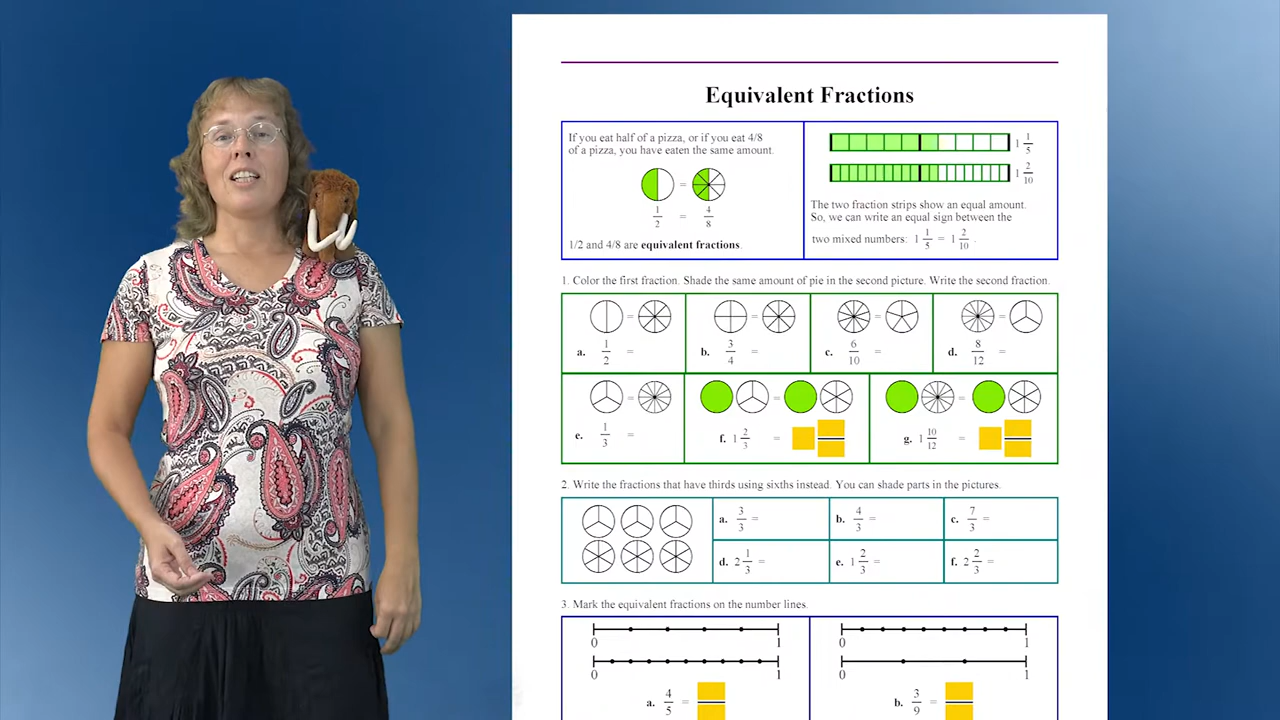 Equivalent Fractions
If you eat half of a pizza, or if you eat 4/8
of a pizza, you have eaten the same amount.
=
1/2 = 4/8
1/2 and 4/8 are equivalent fractions.
1 1/5
1 2/10
The two fraction strips show an equal amount.
So, we can write an equal sign between the
two mixed numbers: 1 1/5 = 1 2/10 .
1. Color the first fraction. Shade the same amount of pie in the second picture. Write the second fraction.
= = = =
a. 1/2 = b. 3/4 = c. 6/10 = d. 8/12 =
= = =
e. 1/3 = f. 1 2/3 = g. 1 10/12 =
2. Write the fractions that have thirds using sixths instead. You can shade parts in the pictures.
a. 3/3 = b. 4/3 = c. 7/3 =
d. 2 1/3 = e. 1 2/3 = f. 2 2/3 =
3. Mark the equivalent fractions on the number lines.
0 1 0 1
0 1 0 1
a. 4/5 = b. 3/9 =